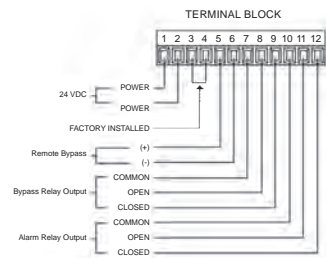 TERMINAL BLOCK
1 2 3 4 5 6 7 8 9 10 11 12
24 VDC
POWER
POWER
FACTORY INSTALLED
Remote Bypass
(+)
(-)
Bypass Relay Output
COMMON
OPEN
CLOSED
Alarm Relay Output
COMMON
OPEN
CLOSED